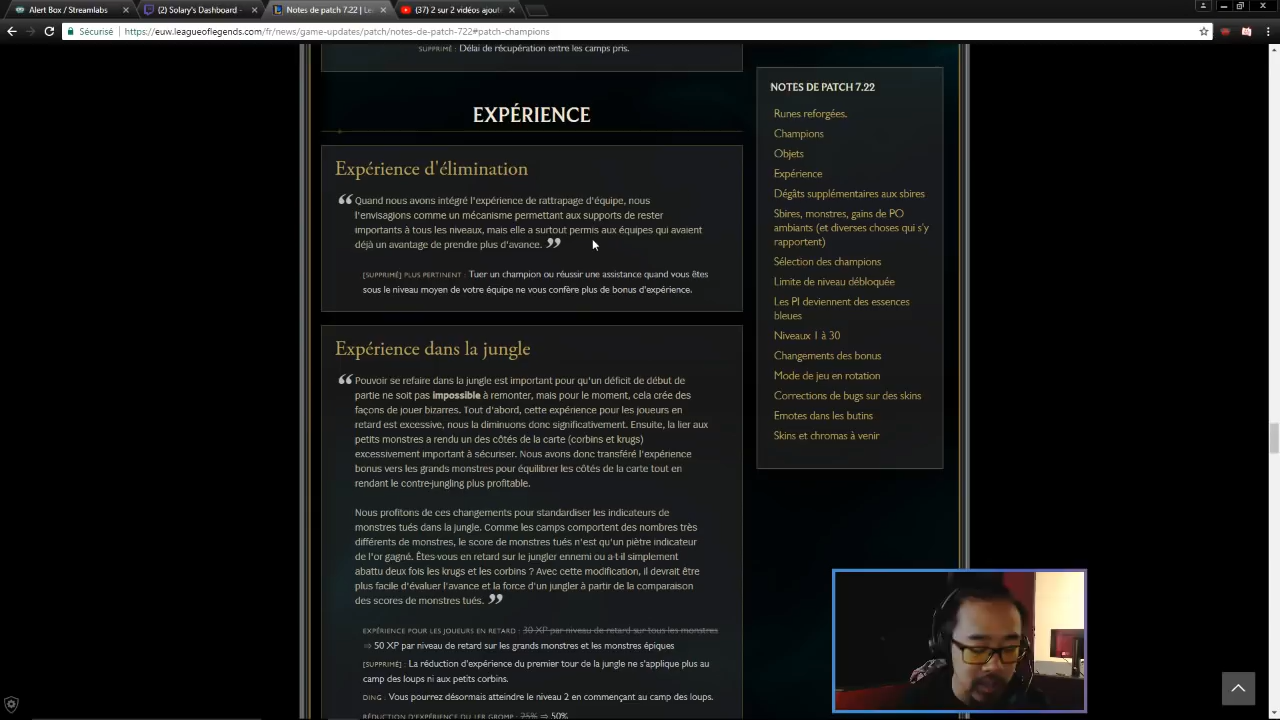 Alert Box / Streamlabs
(2) Solary's Dashboard -
Notes de patch 7.22 | Le
(37) 2 sur 2 vidéos ajout
Sécurisé
https://euw.leagueoflegends.com/fr/news/game-updates/patch/notes-de-patch-722#patch-champions
SUPPRIMÉ : Délai de récupération entre les camps pris.
EXPÉRIENCE
Expérience d'élimination
Quand nous avons intégré l'expérience de rattrapage d'équipe, nous
l'envisagions comme un mécanisme permettant aux supports de rester
importants à tous les niveaux, mais elle a surtout permis aux équipes qui avaient
déjà un avantage de prendre plus d'avance.
[SUPPRIMÉ] PLUS PERTINENT : Tuer un champion ou réussir une assistance quand vous êtes
sous le niveau moyen de votre équipe ne vous confère plus de bonus d'expérience.
Expérience dans la jungle
Pouvoir se refaire dans la jungle est important pour qu'un déficit de début de
partie ne soit pas impossible à remonter, mais pour le moment, cela crée des
façons de jouer bizarres. Tout d'abord, cette expérience pour les joueurs en
retard est excessive, nous la diminuons donc significativement. Ensuite, la lier aux
petits monstres a rendu un des côtés de la carte (corbins et krugs)
excessivement important à sécuriser. Nous avons donc transféré l'expérience
bonus vers les grands monstres pour équilibrer les côtés de la carte tout en
rendant le contre-jungling plus profitable.
Nous profitons de ces changements pour standardiser les indicateurs de
monstres tués dans la jungle. Comme les camps comportent des nombres très
différents de monstres, le score de monstres tués n'est qu'un piètre indicateur
de l'or gagné. Êtes-vous en retard sur le jungler ennemi ou a-t-il simplement
abattu deux fois les krugs et les corbins ? Avec cette modification, il devrait être
plus facile d'évaluer l'avance et la force d'un jungler à partir de la comparaison
des scores de monstres tués.
EXPÉRIENCE POUR LES JOUEURS EN RETARD : 30 XP par niveau de retard sur tous les monstres
⇒ 50 XP par niveau de retard sur les grands monstres et les monstres épiques
[SUPPRIMÉ] : La réduction d'expérience du premier tour de la jungle ne s'applique plus au
camp des loups ni aux petits corbins.
DING : Vous pourrez désormais atteindre le niveau 2 en commençant au camp des loups.
RÉDUCTION D'EXPÉRIENCE DU 1ER GROMP : 25% ⇒ 50%
NOTES DE PATCH 7.22
Runes reforgées.
Champions
Objets
Expérience
Dégâts supplémentaires aux sbires
Sbires, monstres, gains de PO
ambiants (et diverses choses qui s'y
rapportent)
Sélection des champions
Limite de niveau débloquée
Les PI deviennent des essences
bleues
Niveaux 1 à 30
Changements des bonus
Mode de jeu en rotation
Corrections de bugs sur des skins
Emotes dans les butins
Skins et chromas à venir